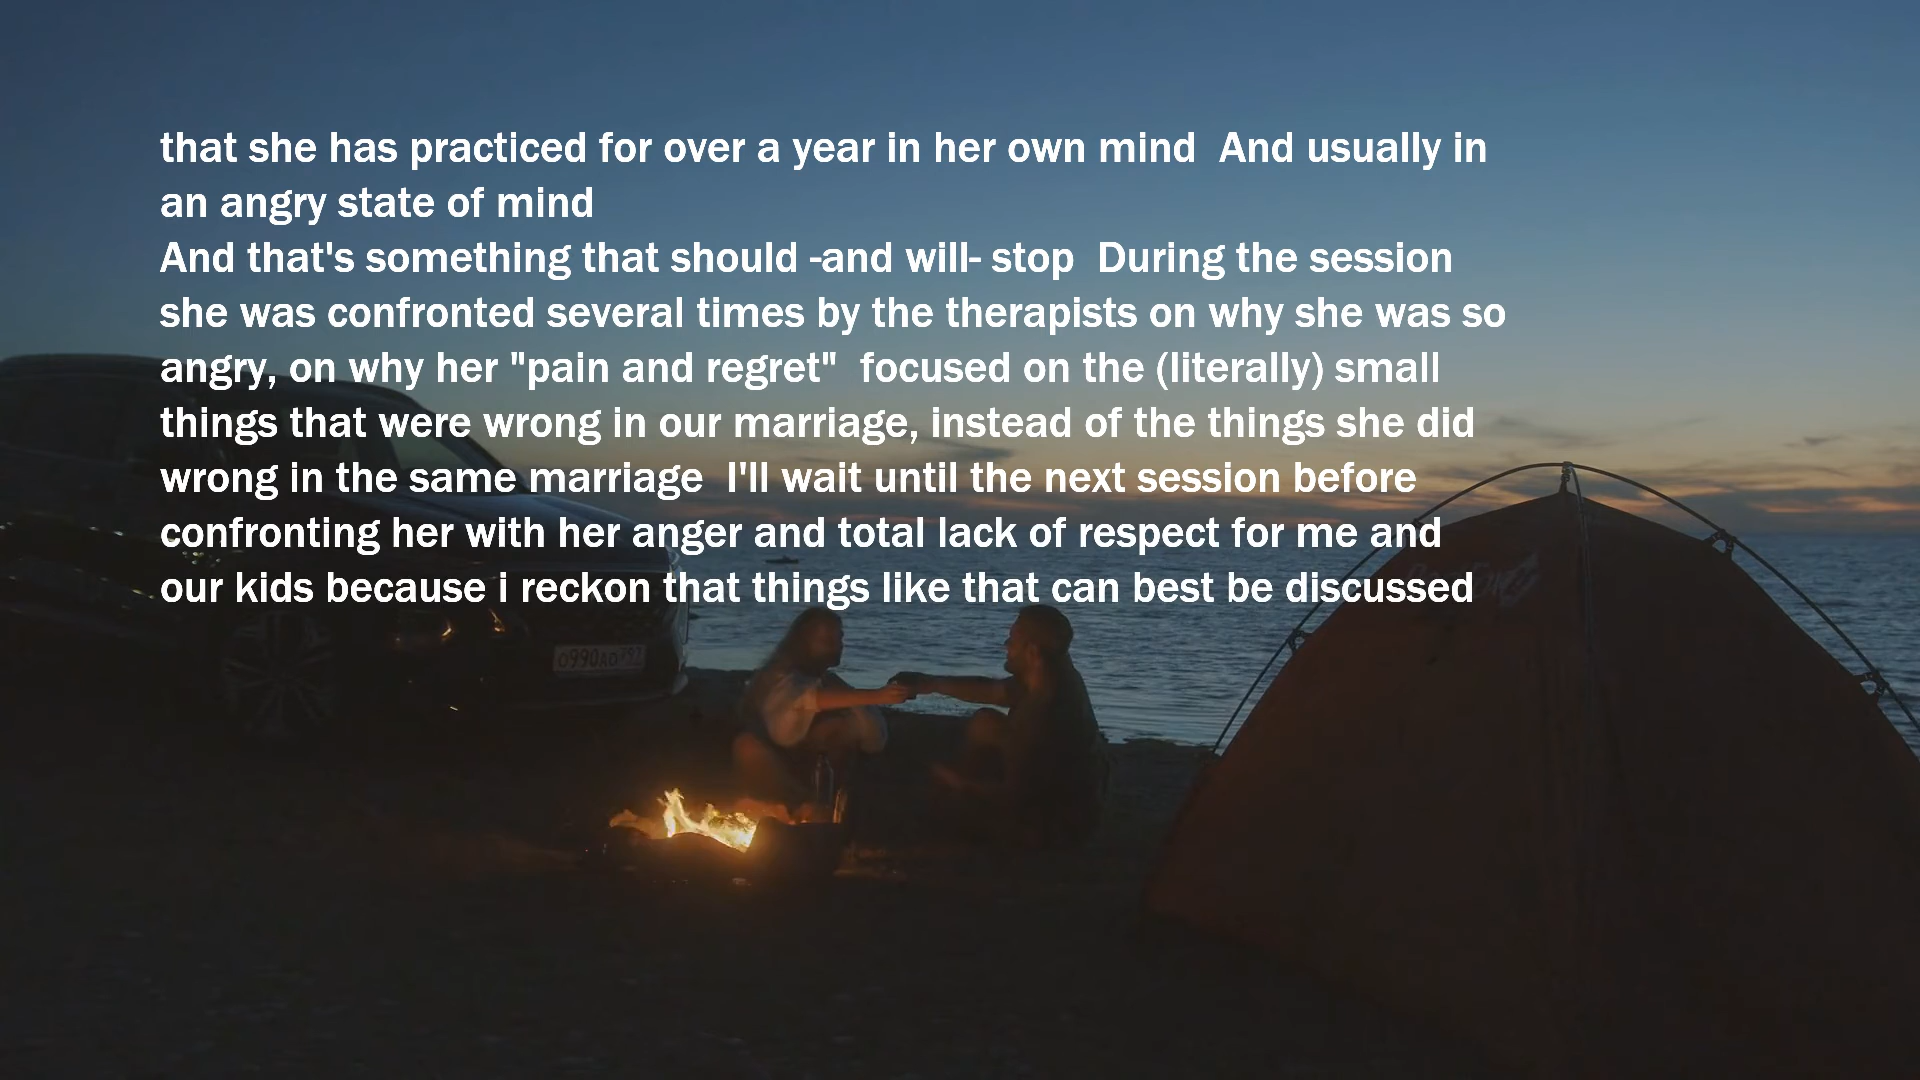 that she has practiced for over a year in her own mind  And usually in
an angry state of mind
And that's something that should -and will- stop  During the session
she was confronted several times by the therapists on why she was so
angry, on why her "pain and regret"  focused on the (literally) small
things that were wrong in our marriage, instead of the things she did
wrong in the same marriage  I'll wait until the next session before
confronting her with her anger and total lack of respect for me and
our kids because i reckon that things like that can best be discussed